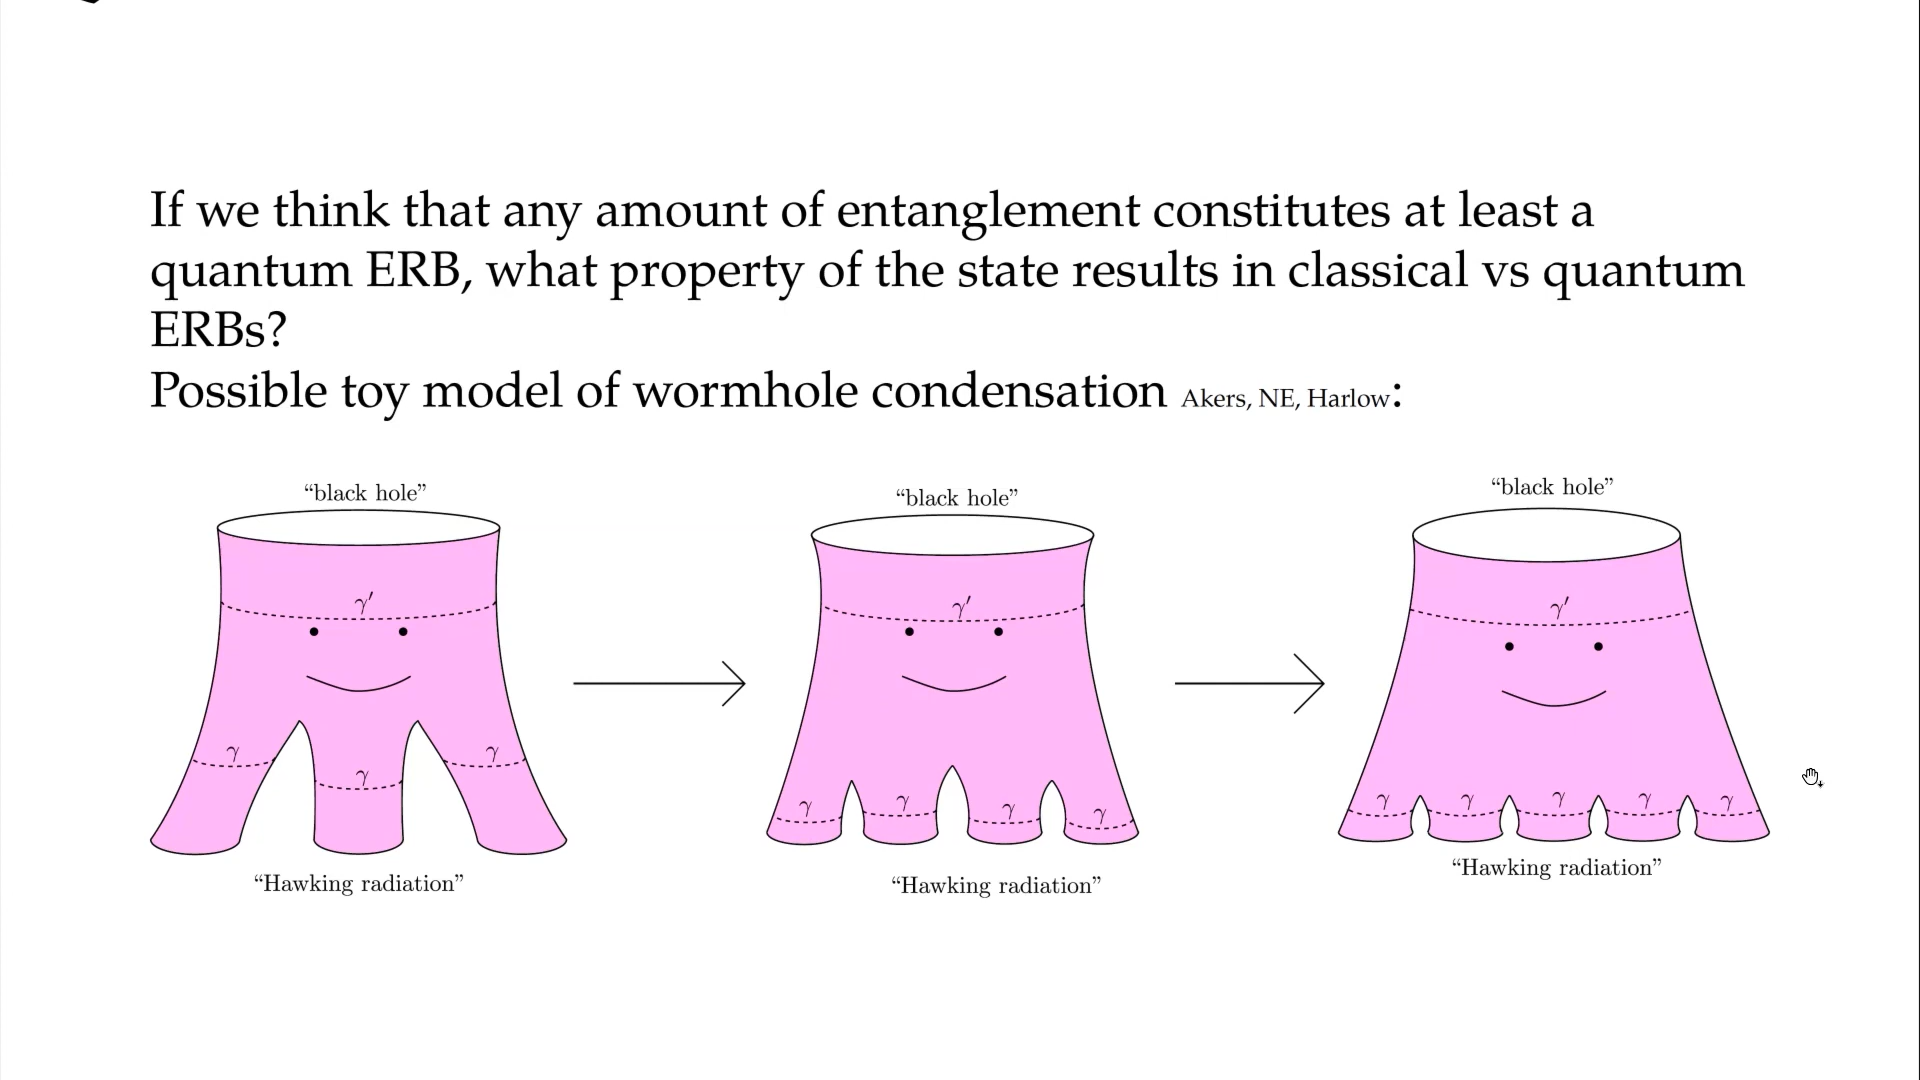 If we think that any amount of entanglement constitutes at least a
quantum ERB, what property of the state results in classical vs quantum
ERBs?
Possible toy model of wormhole condensation Akers, NE, Harlow:
“black hole”
γ′
γ γ γ
“Hawking radiation”
“black hole”
γ′
γ γ γ γ
“Hawking radiation”
“black hole”
γ′
γ γ γ γ γ
“Hawking radiation”